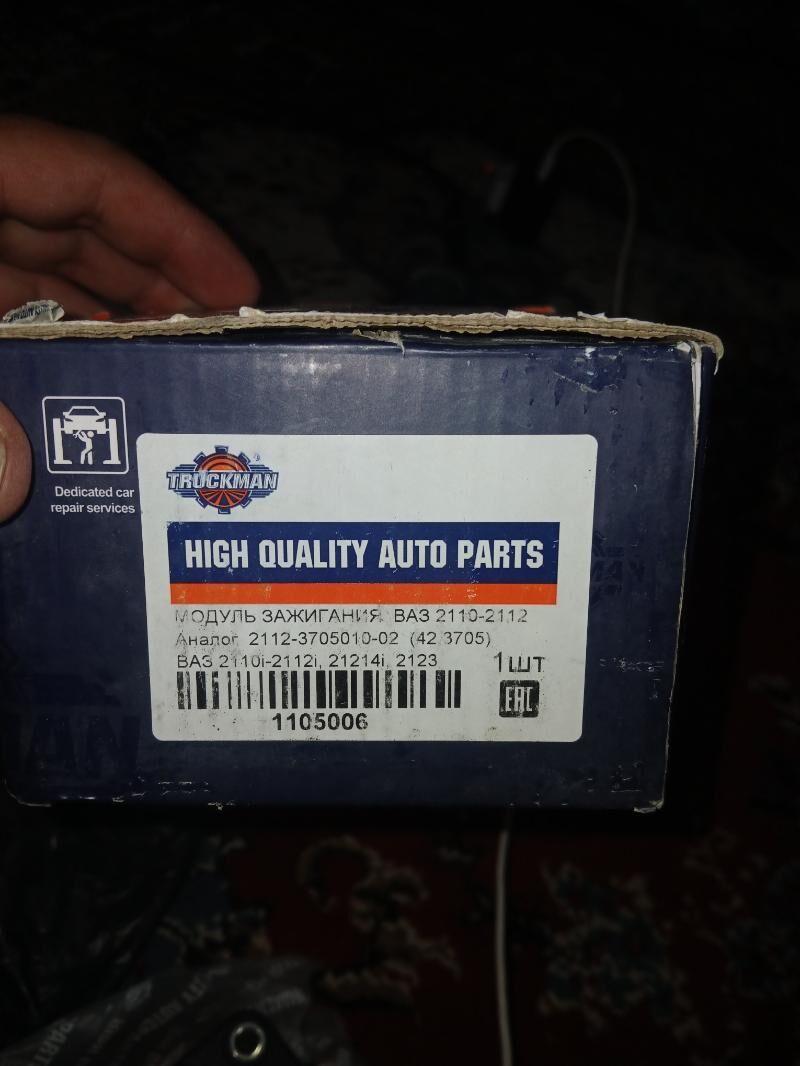 Dedicated car
repair services
TRUCKMAN
®
HIGH QUALITY AUTO PARTS
МОДУЛЬ ЗАЖИГАНИЯ ВАЗ 2110-2112
Аналог 2112-3705010-02 (42.3705)
ВАЗ 2110i-2112i, 21214i, 2123
1шт
EAC
1105006